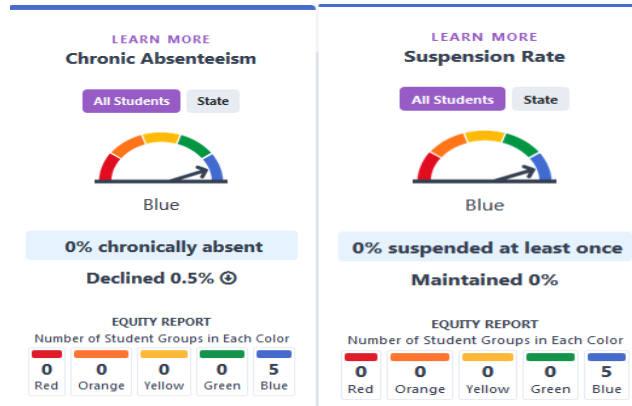 LEARN MORE
Chronic Absenteeism
All Students State
Blue
0% chronically absent
Declined 0.5%
EQUITY REPORT
Number of Student Groups in Each Color
0 0 0 0 5
Red Orange Yellow Green Blue
LEARN MORE
Suspension Rate
All Students State
Blue
0% suspended at least once
Maintained 0%
EQUITY REPORT
Number of Student Groups in Each Color
0 0 0 0 5
Red Orange Yellow Green Blue